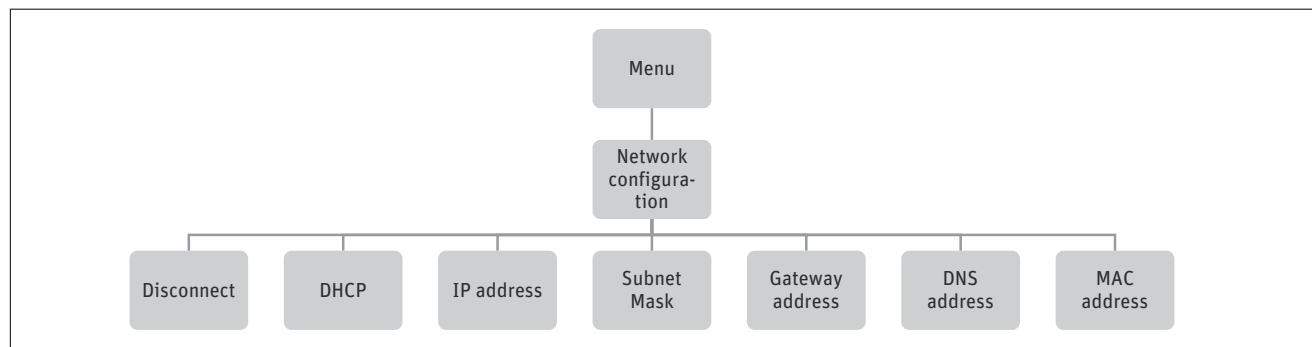 Menu
Network
configura-
tion
Disconnect
DHCP
IP address
Subnet
Mask
Gateway
address
DNS
address
MAC
address